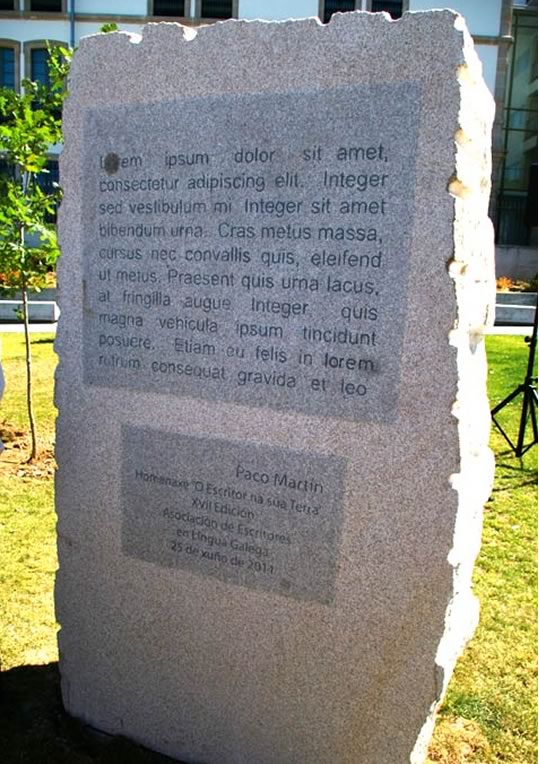 lorem ipsum dolor sit amet,
consectetur adipiscing elit. Integer
sed vestibulum mi Integer sit amet
bibendum urna. Cras metus massa,
cursus nec convallis quis, eleifend
ut metus. Praesent quis urna lacus,
at fringilla augue Integer quis
magna vehicula ipsum tincidunt
posuere. Etiam eu felis in lorem
rutrum consequat gravida et leo
Paco Martín
Homenaxe 'O Escritor na súa Terra'
XVII Edición
Asociación de Escritores
en Lingua Galega
25 de xuño de 2011